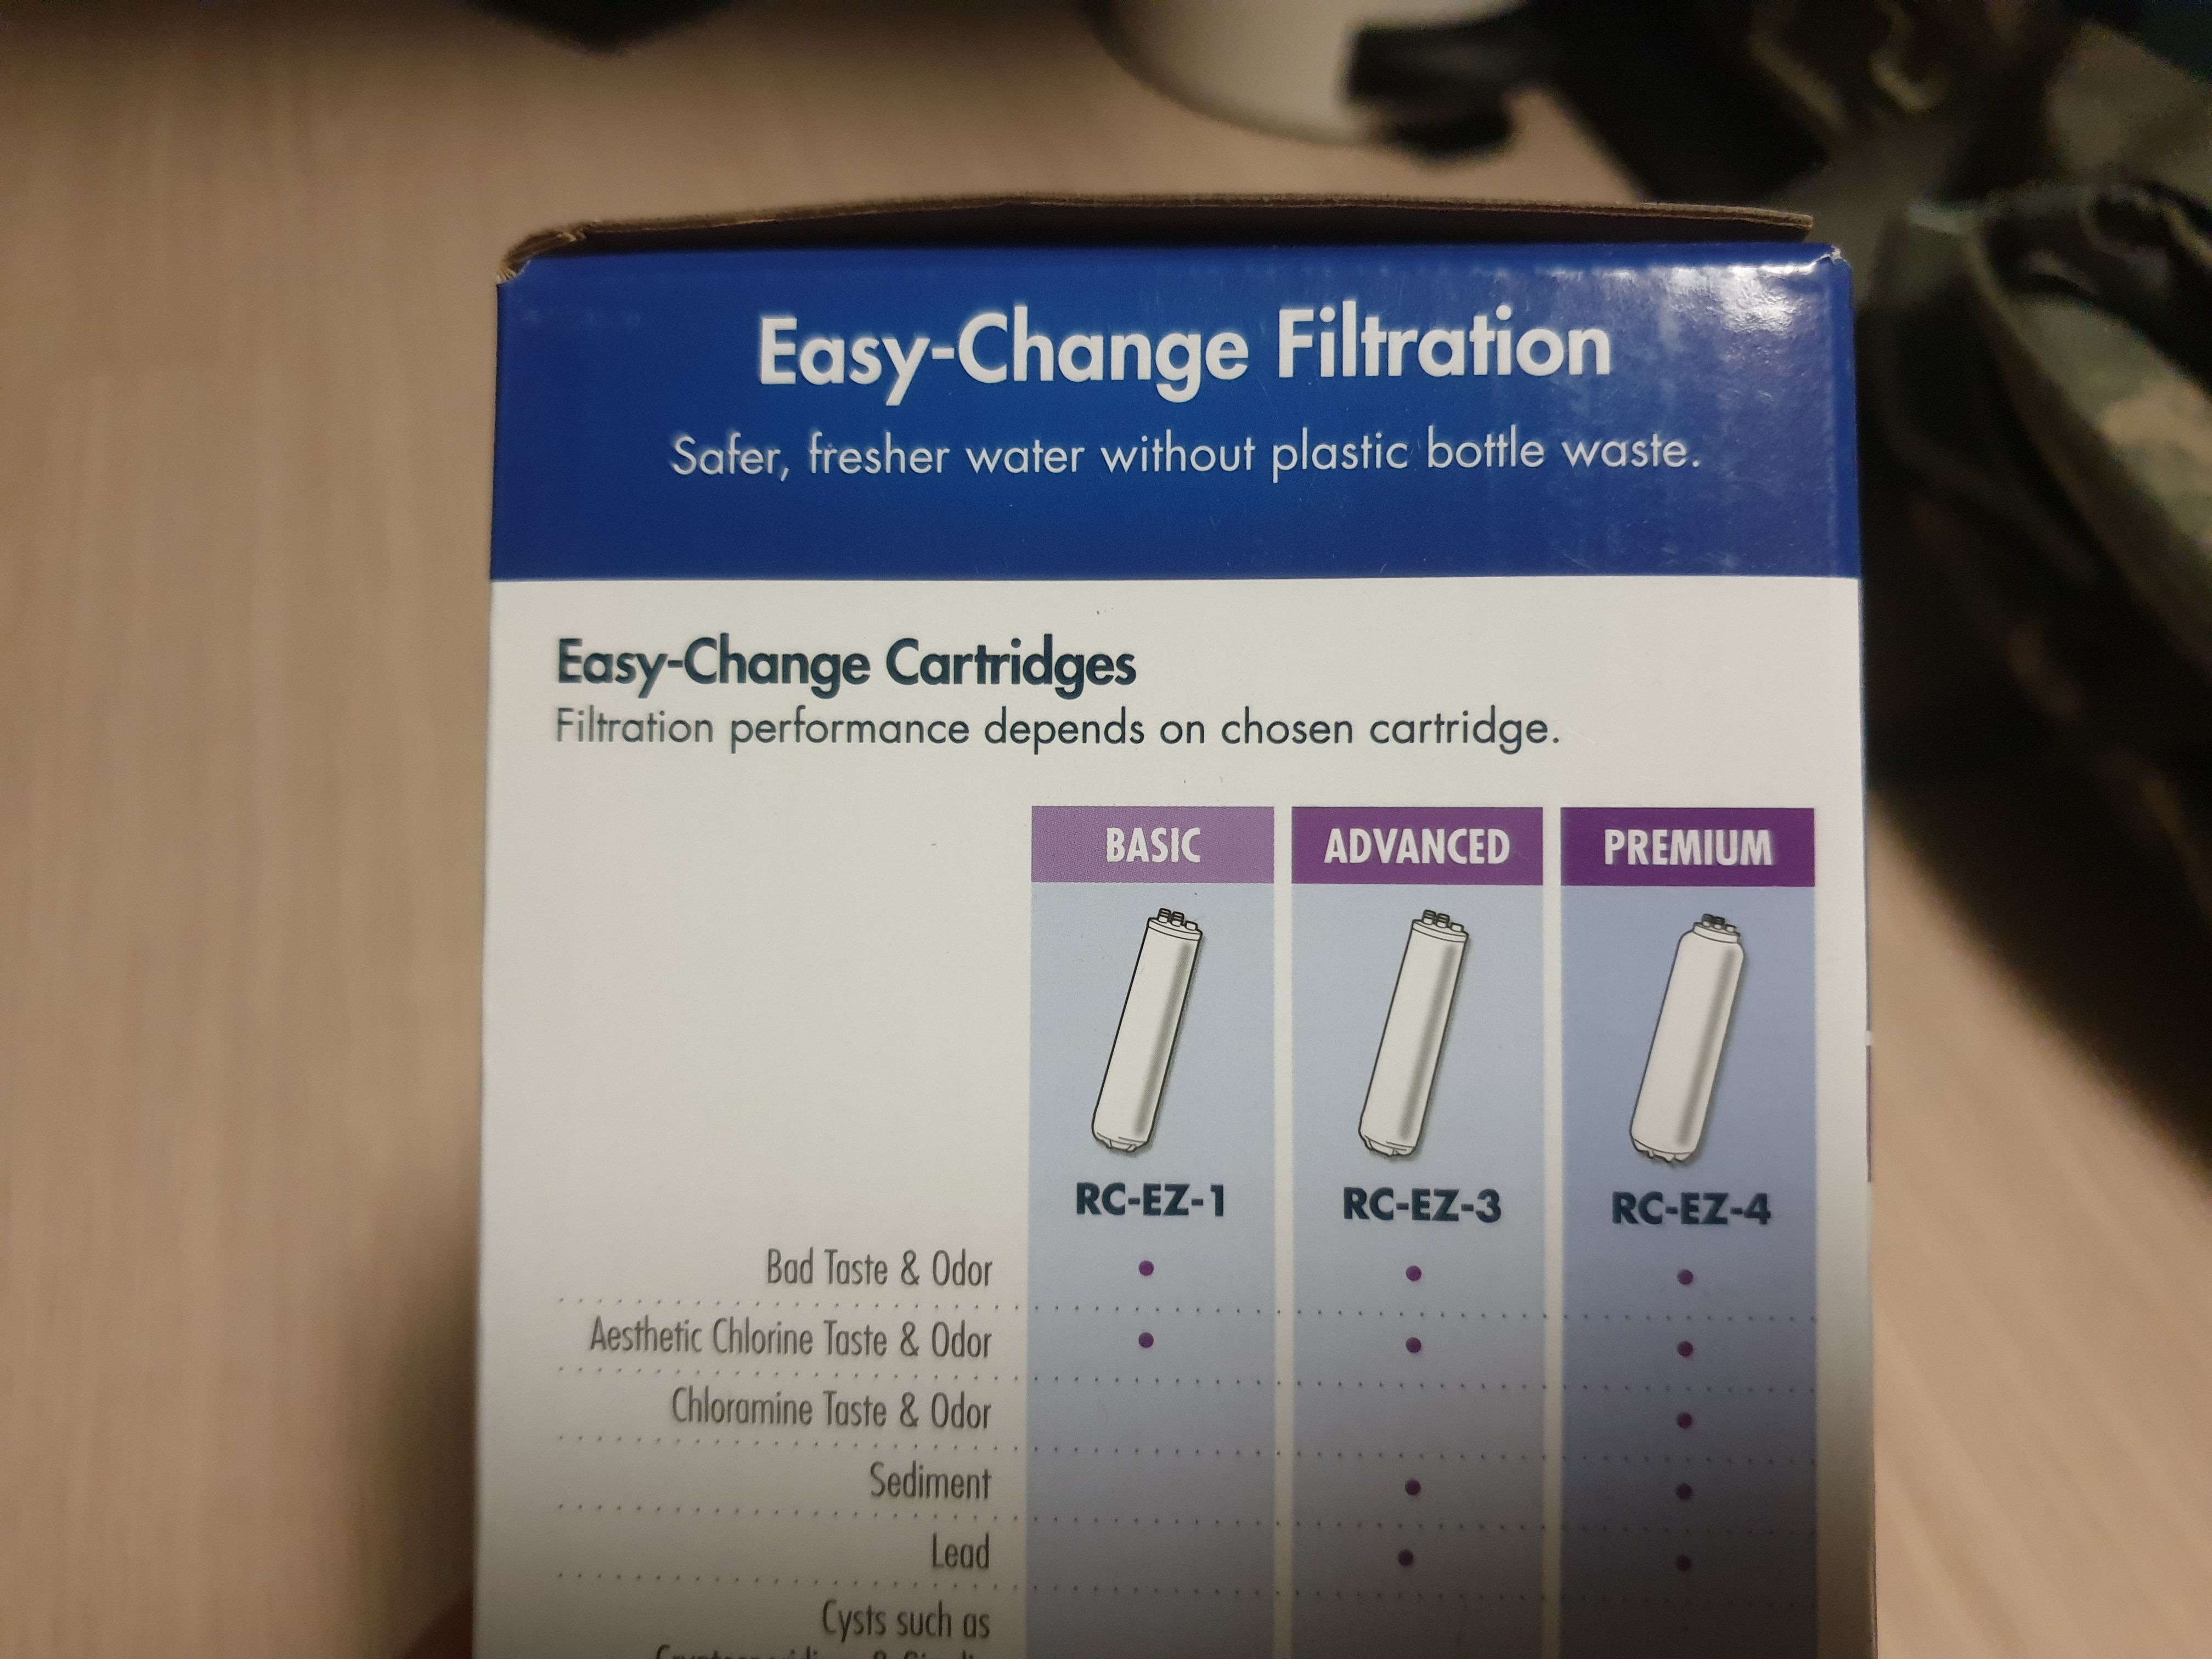 Easy-Change Filtration
Safer, fresher water without plastic bottle waste.
Easy-Change Cartridges
Filtration performance depends on chosen cartridge.
BASIC ADVANCED PREMIUM
RC-EZ-1 RC-EZ-3 RC-EZ-4
Bad Taste & Odor
Aesthetic Chlorine Taste & Odor
Chloramine Taste & Odor
Sediment
Lead
Cysts such as